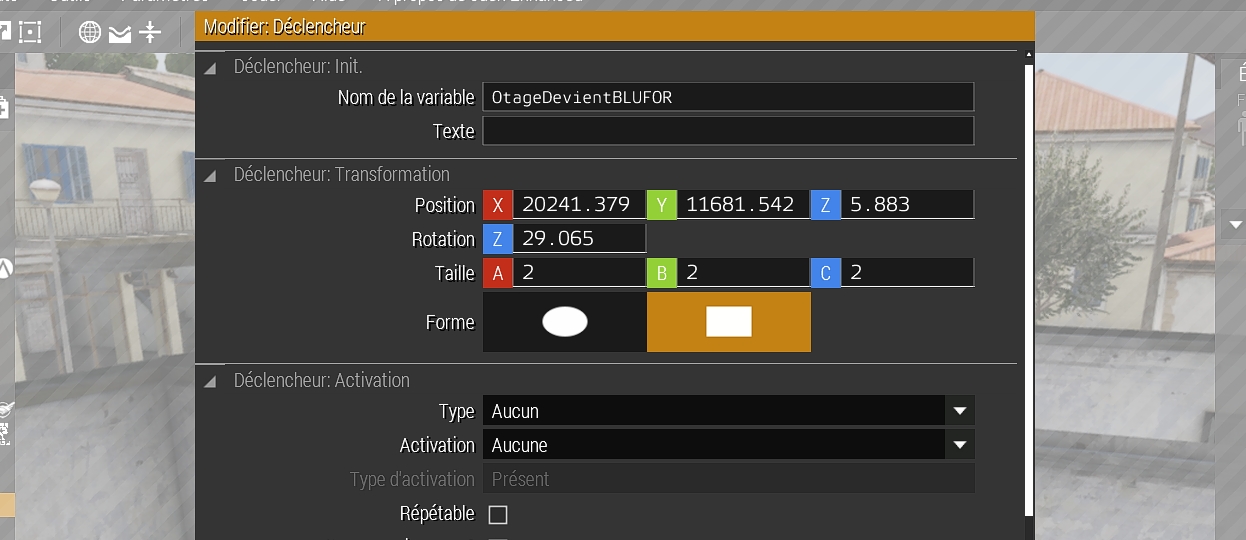 Modifier: Déclencheur
Déclencheur: Init.
Nom de la variable OtageDevientBLUFOR
Texte
Déclencheur: Transformation
Position X 20241.379 Y 11681.542 Z 5.883
Rotation Z 29.065
Taille A 2 B 2 C 2
Forme
Déclencheur: Activation
Type Aucun
Activation Aucune
Type d'activation Présent
Répétable